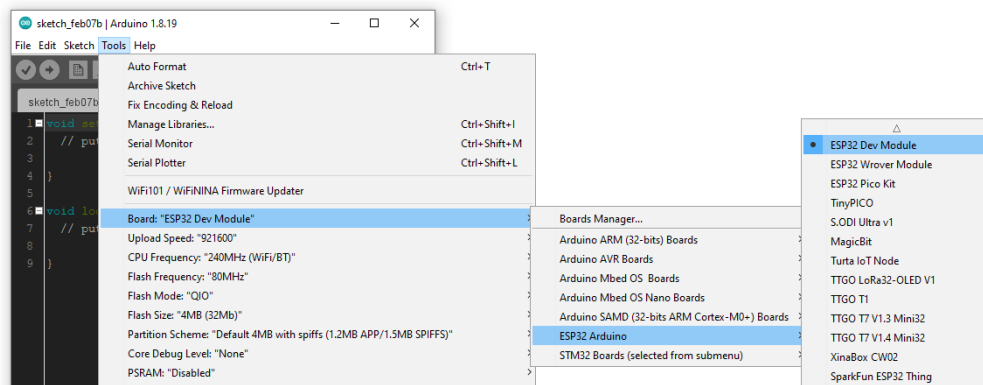 sketch_feb07b | Arduino 1.8.19
File Edit Sketch Tools Help
sketch_feb07b
1 void
2 // put
3
4 }
5
6 void
7 // put
8
9 }
Auto Format Ctrl+T
Archive Sketch
Fix Encoding & Reload
Manage Libraries... Ctrl+Shift+I
Serial Monitor Ctrl+Shift+M
Serial Plotter Ctrl+Shift+L
WiFi101 / WiFiNINA Firmware Updater
Board: "ESP32 Dev Module"
Upload Speed: "921600"
CPU Frequency: "240MHz (WiFi/BT)"
Flash Frequency: "80MHz"
Flash Mode: "QIO"
Flash Size: "4MB (32Mb)"
Partition Scheme: "Default 4MB with spiffs (1.2MB APP/1.5MB SPIFFS)"
Core Debug Level: "None"
PSRAM: "Disabled"
Boards Manager...
Arduino ARM (32-bits) Boards
Arduino AVR Boards
Arduino Mbed OS Boards
Arduino Mbed OS Nano Boards
Arduino SAMD (32-bits ARM Cortex-M0+) Boards
ESP32 Arduino
STM32 Boards (selected from submenu)
ESP32 Dev Module
ESP32 Wrover Module
ESP32 Pico Kit
TinyPICO
S.ODI Ultra v1
MagicBit
Turta IoT Node
TTGO LoRa32-OLED V1
TTGO T1
TTGO T7 V1.3 Mini32
TTGO T7 V1.4 Mini32
XinaBox CW02
SparkFun ESP32 Thing